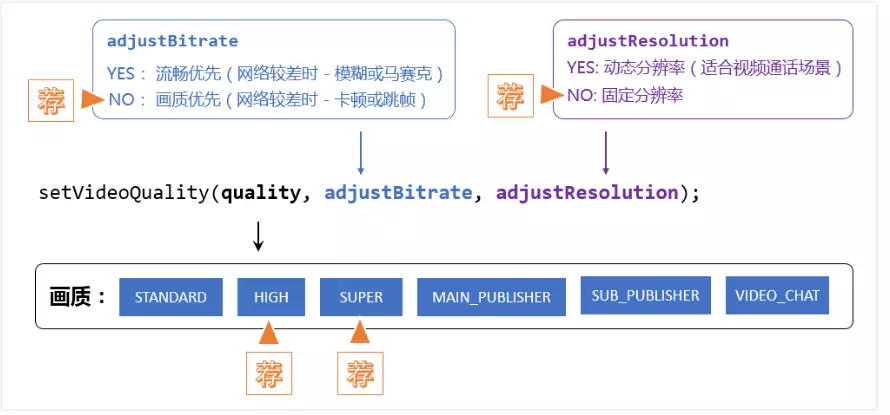 adjustBitrate
YES： 流畅优先（网络较差时 - 模糊或马赛克）
荐
NO： 画质优先（网络较差时 - 卡顿或跳帧）
adjustResolution
YES: 动态分辨率（适合视频通话场景）
荐
NO: 固定分辨率
setVideoQuality(quality, adjustBitrate, adjustResolution);
画质： STANDARD HIGH SUPER MAIN_PUBLISHER SUB_PUBLISHER VIDEO_CHAT
荐 荐